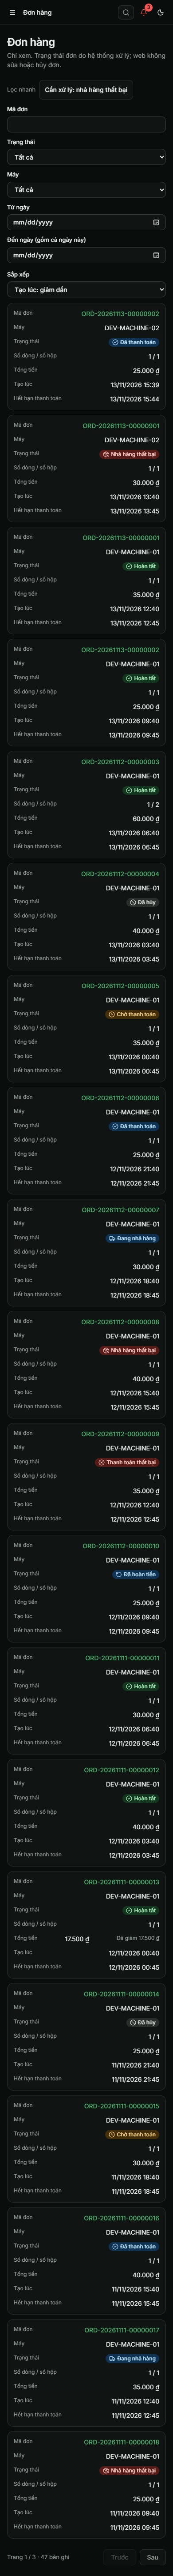 Đơn hàng
3
Đơn hàng
Chỉ xem. Trạng thái đơn do hệ thống xử lý; web không
sửa hoặc hủy đơn.
Lọc nhanh
Cần xử lý: nhả hàng thất bại
Mã đơn
Trạng thái
Tất cả
Máy
Tất cả
Từ ngày
mm/dd/yyyy
Đến ngày (gồm cả ngày này)
mm/dd/yyyy
Sắp xếp
Tạo lúc: giảm dần
Mã đơn ORD-20261113-00000902
Máy DEV-MACHINE-02
Trạng thái Đã thanh toán
Số dòng / số hộp 1 / 1
Tổng tiền 25.000 ₫
Tạo lúc 13/11/2026 15:39
Hết hạn thanh toán 13/11/2026 15:44
Mã đơn ORD-20261113-00000901
Máy DEV-MACHINE-02
Trạng thái Nhả hàng thất bại
Số dòng / số hộp 1 / 1
Tổng tiền 30.000 ₫
Tạo lúc 13/11/2026 13:40
Hết hạn thanh toán 13/11/2026 13:45
Mã đơn ORD-20261113-00000001
Máy DEV-MACHINE-01
Trạng thái Hoàn tất
Số dòng / số hộp 1 / 1
Tổng tiền 35.000 ₫
Tạo lúc 13/11/2026 12:40
Hết hạn thanh toán 13/11/2026 12:45
Mã đơn ORD-20261113-00000002
Máy DEV-MACHINE-01
Trạng thái Hoàn tất
Số dòng / số hộp 1 / 1
Tổng tiền 25.000 ₫
Tạo lúc 13/11/2026 09:40
Hết hạn thanh toán 13/11/2026 09:45
Mã đơn ORD-20261112-00000003
Máy DEV-MACHINE-01
Trạng thái Hoàn tất
Số dòng / số hộp 1 / 2
Tổng tiền 60.000 ₫
Tạo lúc 13/11/2026 06:40
Hết hạn thanh toán 13/11/2026 06:45
Mã đơn ORD-20261112-00000004
Máy DEV-MACHINE-01
Trạng thái Đã hủy
Số dòng / số hộp 1 / 1
Tổng tiền 40.000 ₫
Tạo lúc 13/11/2026 03:40
Hết hạn thanh toán 13/11/2026 03:45
Mã đơn ORD-20261112-00000005
Máy DEV-MACHINE-01
Trạng thái Chờ thanh toán
Số dòng / số hộp 1 / 1
Tổng tiền 35.000 ₫
Tạo lúc 13/11/2026 00:40
Hết hạn thanh toán 13/11/2026 00:45
Mã đơn ORD-20261112-00000006
Máy DEV-MACHINE-01
Trạng thái Đã thanh toán
Số dòng / số hộp 1 / 1
Tổng tiền 25.000 ₫
Tạo lúc 12/11/2026 21:40
Hết hạn thanh toán 12/11/2026 21:45
Mã đơn ORD-20261112-00000007
Máy DEV-MACHINE-01
Trạng thái Đang nhả hàng
Số dòng / số hộp 1 / 1
Tổng tiền 30.000 ₫
Tạo lúc 12/11/2026 18:40
Hết hạn thanh toán 12/11/2026 18:45
Mã đơn ORD-20261112-00000008
Máy DEV-MACHINE-01
Trạng thái Nhả hàng thất bại
Số dòng / số hộp 1 / 1
Tổng tiền 40.000 ₫
Tạo lúc 12/11/2026 15:40
Hết hạn thanh toán 12/11/2026 15:45
Mã đơn ORD-20261112-00000009
Máy DEV-MACHINE-01
Trạng thái Thanh toán thất bại
Số dòng / số hộp 1 / 1
Tổng tiền 35.000 ₫
Tạo lúc 12/11/2026 12:40
Hết hạn thanh toán 12/11/2026 12:45
Mã đơn ORD-20261112-00000010
Máy DEV-MACHINE-01
Trạng thái Đã hoàn tiền
Số dòng / số hộp 1 / 1
Tổng tiền 25.000 ₫
Tạo lúc 12/11/2026 09:40
Hết hạn thanh toán 12/11/2026 09:45
Mã đơn ORD-20261111-00000011
Máy DEV-MACHINE-01
Trạng thái Hoàn tất
Số dòng / số hộp 1 / 1
Tổng tiền 30.000 ₫
Tạo lúc 12/11/2026 06:40
Hết hạn thanh toán 12/11/2026 06:45
Mã đơn ORD-20261111-00000012
Máy DEV-MACHINE-01
Trạng thái Hoàn tất
Số dòng / số hộp 1 / 1
Tổng tiền 40.000 ₫
Tạo lúc 12/11/2026 03:40
Hết hạn thanh toán 12/11/2026 03:45
Mã đơn ORD-20261111-00000013
Máy DEV-MACHINE-01
Trạng thái Hoàn tất
Số dòng / số hộp 1 / 1
Tổng tiền 17.500 ₫ Đã giảm 17.500 ₫
Tạo lúc 12/11/2026 00:40
Hết hạn thanh toán 12/11/2026 00:45
Mã đơn ORD-20261111-00000014
Máy DEV-MACHINE-01
Trạng thái Đã hủy
Số dòng / số hộp 1 / 1
Tổng tiền 25.000 ₫
Tạo lúc 11/11/2026 21:40
Hết hạn thanh toán 11/11/2026 21:45
Mã đơn ORD-20261111-00000015
Máy DEV-MACHINE-01
Trạng thái Chờ thanh toán
Số dòng / số hộp 1 / 1
Tổng tiền 30.000 ₫
Tạo lúc 11/11/2026 18:40
Hết hạn thanh toán 11/11/2026 18:45
Mã đơn ORD-20261111-00000016
Máy DEV-MACHINE-01
Trạng thái Đã thanh toán
Số dòng / số hộp 1 / 1
Tổng tiền 40.000 ₫
Tạo lúc 11/11/2026 15:40
Hết hạn thanh toán 11/11/2026 15:45
Mã đơn ORD-20261111-00000017
Máy DEV-MACHINE-01
Trạng thái Đang nhả hàng
Số dòng / số hộp 1 / 1
Tổng tiền 35.000 ₫
Tạo lúc 11/11/2026 12:40
Hết hạn thanh toán 11/11/2026 12:45
Mã đơn ORD-20261111-00000018
Máy DEV-MACHINE-01
Trạng thái Nhả hàng thất bại
Số dòng / số hộp 1 / 1
Tổng tiền 25.000 ₫
Tạo lúc 11/11/2026 09:40
Hết hạn thanh toán 11/11/2026 09:45
Trang 1 / 3 · 47 bản ghi
Trước
Sau